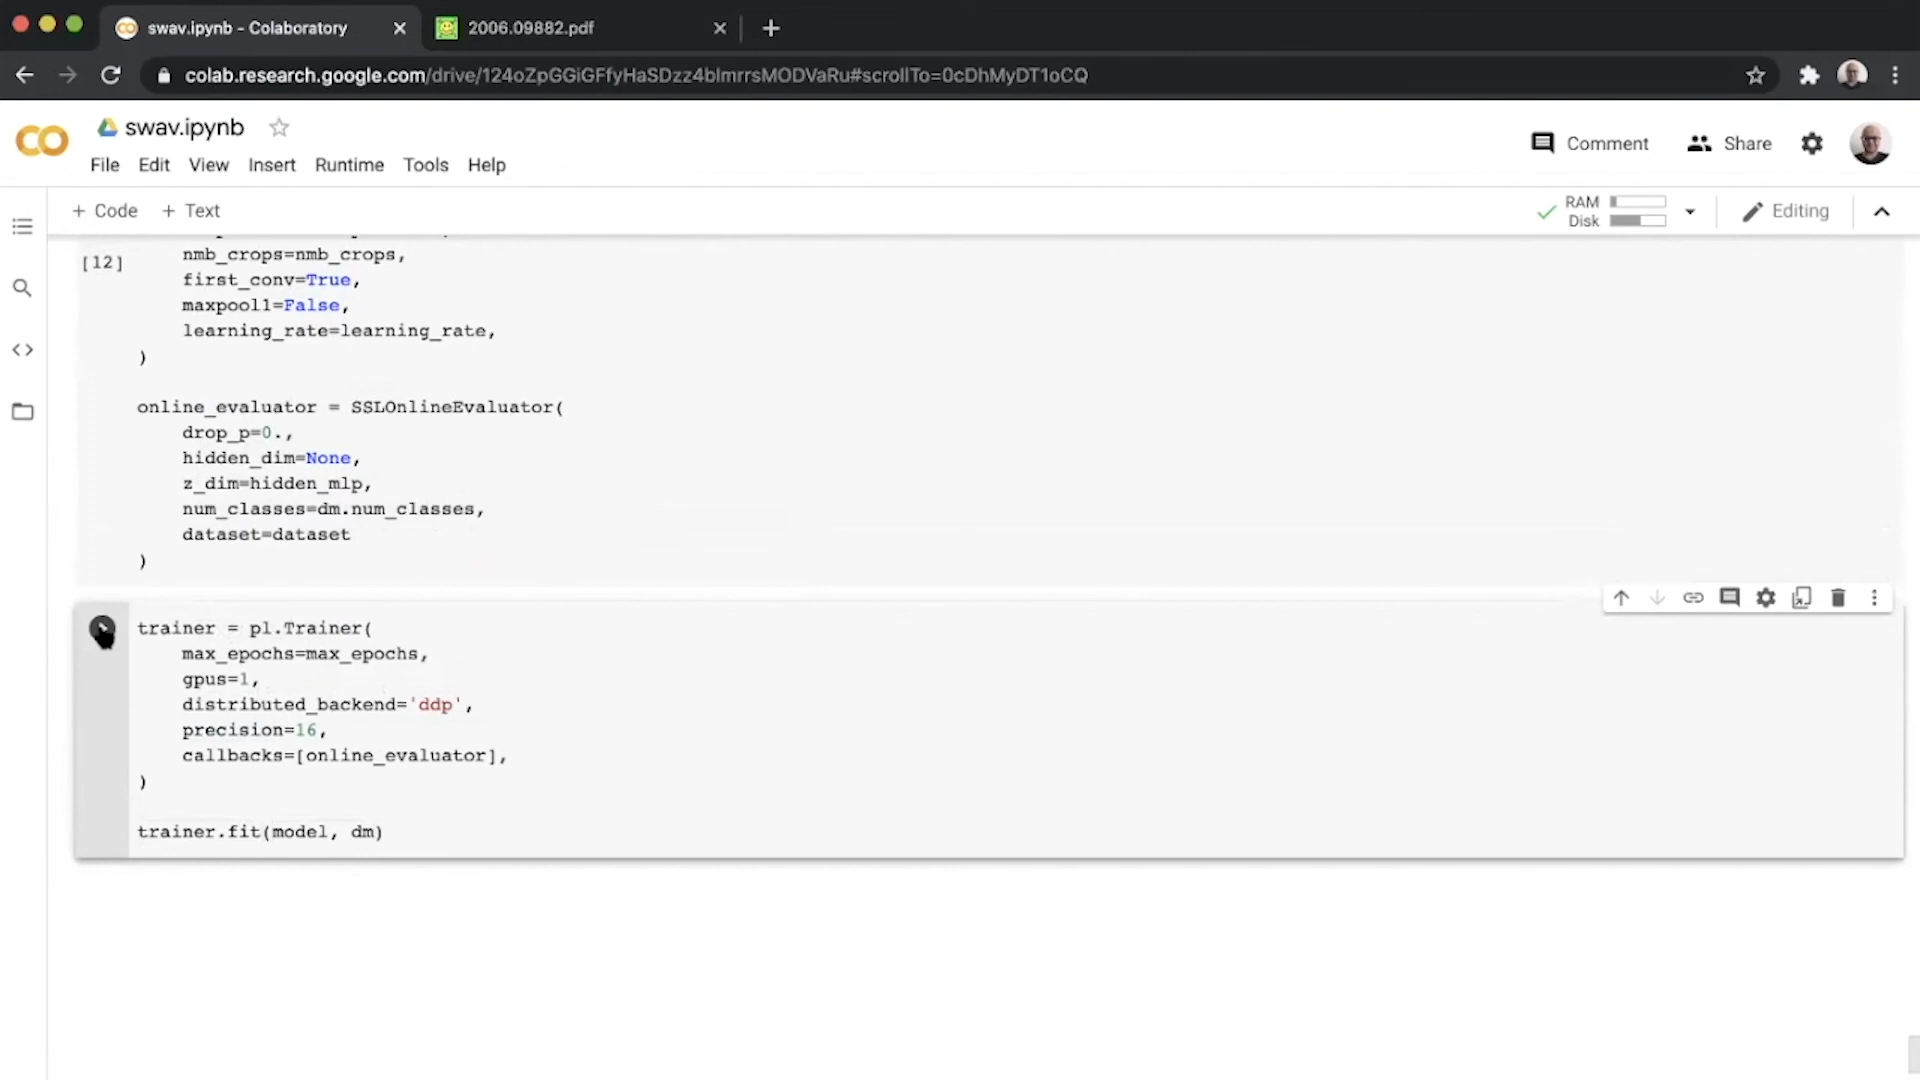 swav.ipynb - Colaboratory
2006.09882.pdf
colab.research.google.com/drive/124oZpGGiGFfyHaSDzz4blmrrsMODVaRu#scrollTo=0cDhMyDT1oCQ
swav.ipynb
File Edit View Insert Runtime Tools Help
Comment Share
+ Code + Text
RAM
Disk
Editing
[12]
nmb_crops=nmb_crops,
first_conv=True,
maxpool1=False,
learning_rate=learning_rate,
)
online_evaluator = SSLOnlineEvaluator(
drop_p=0.,
hidden_dim=None,
z_dim=hidden_mlp,
num_classes=dm.num_classes,
dataset=dataset
)
trainer = pl.Trainer(
max_epochs=max_epochs,
gpus=1,
distributed_backend='ddp',
precision=16,
callbacks=[online_evaluator],
)
trainer.fit(model, dm)